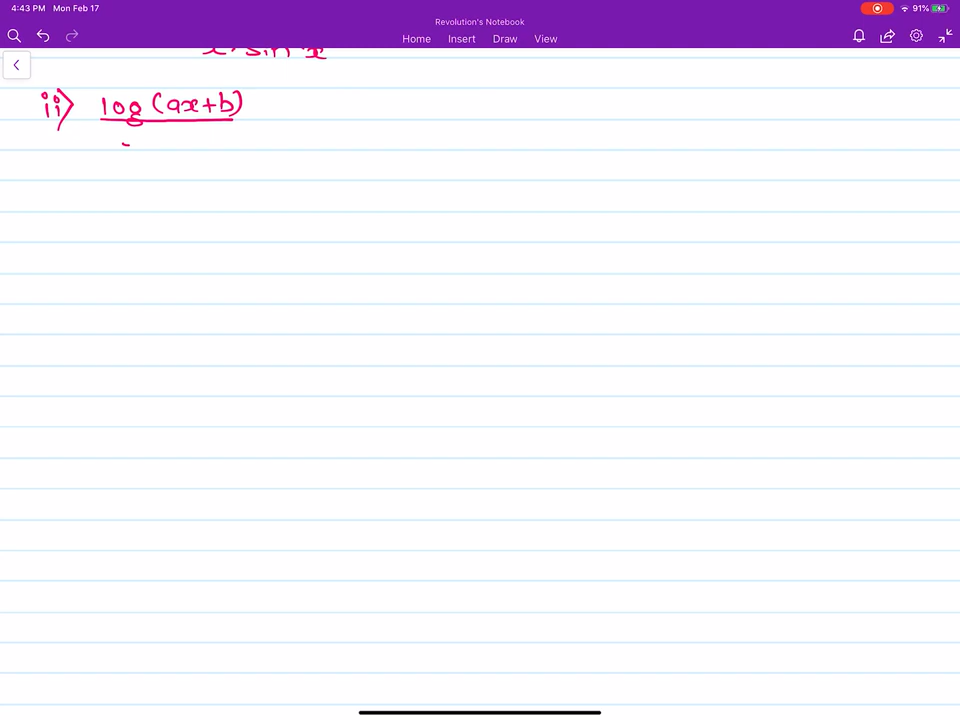 4:43 PM Mon Feb 17
91%
Revolution's Notebook
Home Insert Draw View
ii) log (ax+b)